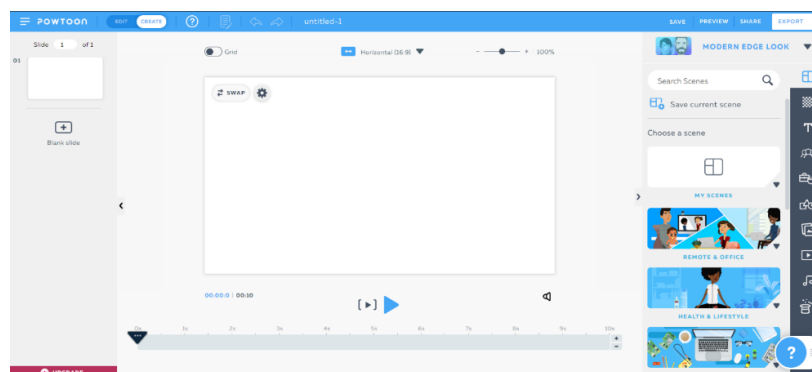 POWTOON EDIT CREATE ? untitled-1 SAVE PREVIEW SHARE EXPORT
Slide 1 of 1
01
Blank slide
Grid
Horizontal (16:9)
- + 100%
SWAP
00:00:0 | 00:10
0s 1s 2s 3s 4s 5s 6s 7s 8s 9s 10s
+
-
UPGRADE
MODERN EDGE LOOK
Search Scenes
Save current scene
Choose a scene
MY SCENES
REMOTE & OFFICE
HEALTH & LIFESTYLE
?